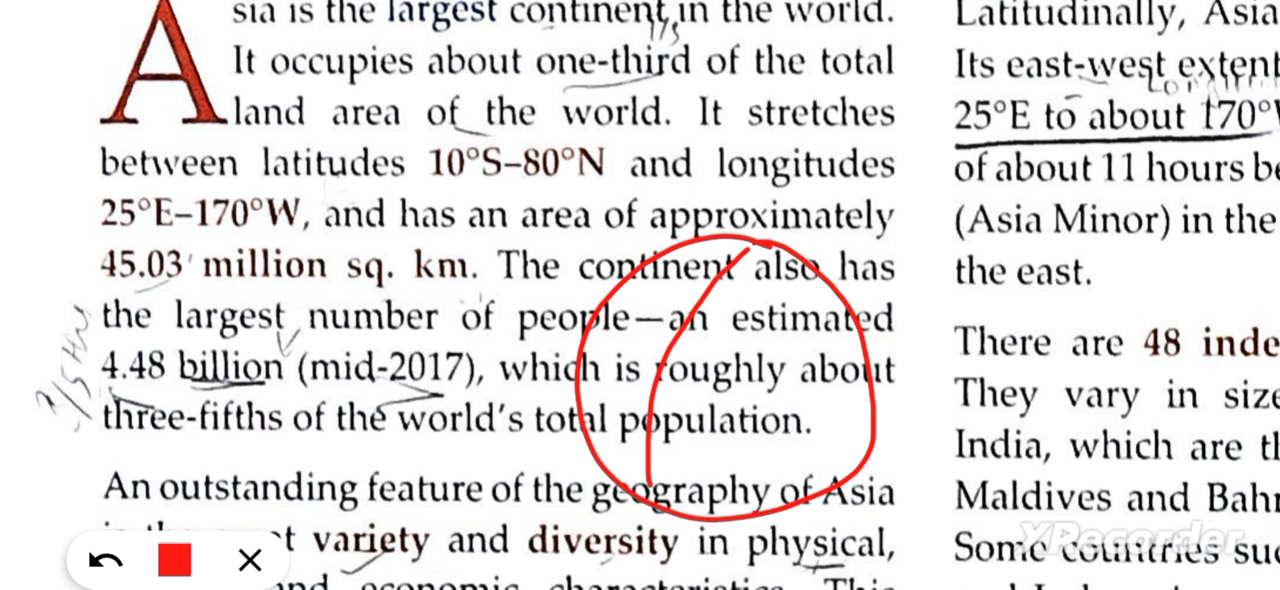 Asia is the largest continent in the world.
It occupies about one-third of the total
land area of the world. It stretches
between latitudes 10°S–80°N and longitudes
25°E–170°W, and has an area of approximately
45.03 million sq. km. The continent also has
the largest number of people—an estimated
4.48 billion (mid-2017), which is roughly about
three-fifths of the world's total population.
An outstanding feature of the geography of Asia
variety and diversity in physical,
and economic characteristics. This
Latitudinally, Asia
Its east-west extent
25°E to about 170°W
of about 11 hours be
(Asia Minor) in the
the east.
There are 48 inde
They vary in size
India, which are th
Maldives and Bahr
Some countries suc
XRecorder